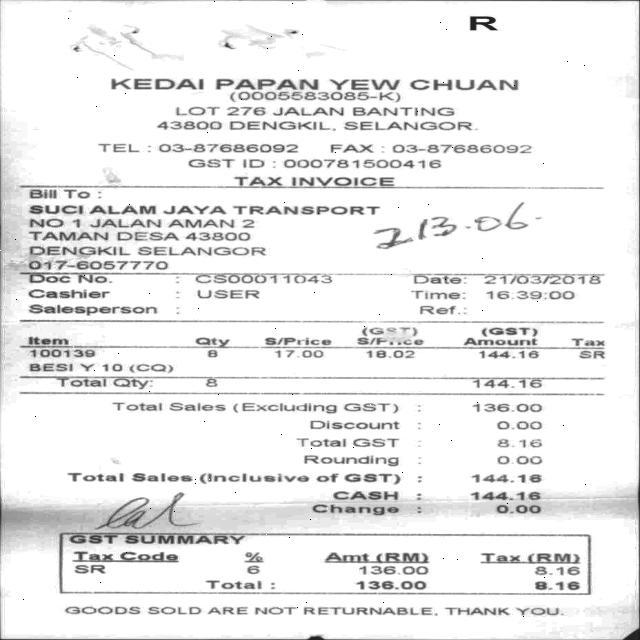 R
KEDAI PAPAN YEW CHUAN
(0005583085-K)
LOT 276 JALAN BANTING
43800 DENGKIL, SELANGOR.
TEL : 03-87686092 FAX : 03-87686092
GST ID : 000781500416
TAX INVOICE
Bill To :
SUCI ALAM JAYA TRANSPORT
NO 1 JALAN AMAN 2
TAMAN DESA 43800
DENGKIL SELANGOR
017-6057770
213.06.
Doc No. : CS00011043 Date: 21/03/2018
Cashier : USER Time: 16:39:00
Salesperson : Ref.:
(GST) (GST)
Item Qty S/Price S/Price Amount Tax
100139 8 17.00 18.02 144.16 SR
BESI Y. 10 (CQ)
Total Qty: 8 144.16
Total Sales (Excluding GST) : 136.00
Discount : 0.00
Total GST : 8.16
Rounding : 0.00
Total Sales (Inclusive of GST) : 144.16
CASH : 144.16
Change : 0.00
GST SUMMARY
Tax Code % Amt (RM) Tax (RM)
SR 6 136.00 8.16
Total : 136.00 8.16
GOODS SOLD ARE NOT RETURNABLE, THANK YOU.